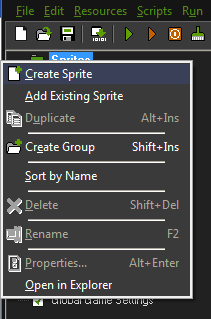 File Edit Resources Scripts Run
Sprites
Create Sprite
Add Existing Sprite
Duplicate Alt+Ins
Create Group Shift+Ins
Sort by Name
Delete Shift+Del
Rename F2
Properties... Alt+Enter
Open in Explorer
Global Game Settings